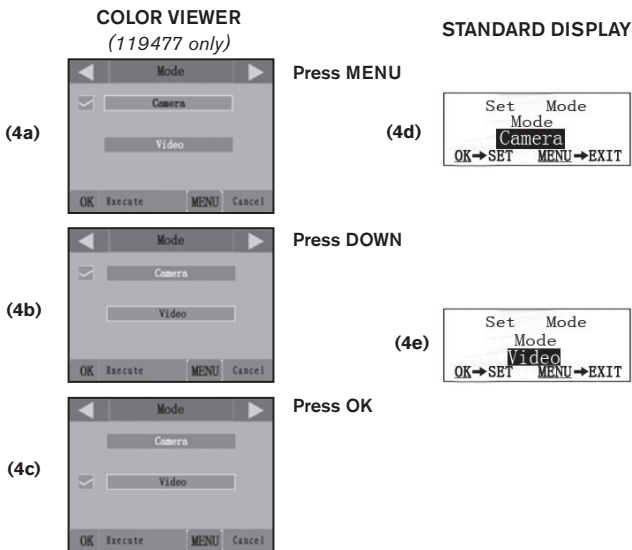 COLOR VIEWER
(119477 only)
STANDARD DISPLAY
(4a)
Mode
Camera
Video
OK Execute MENU Cancel
Press MENU
(4d)
Set Mode
Mode
Camera
OK→SET MENU→EXIT
(4b)
Mode
Camera
Video
OK Execute MENU Cancel
Press DOWN
(4e)
Set Mode
Mode
Video
OK→SET MENU→EXIT
(4c)
Mode
Camera
Video
OK Execute MENU Cancel
Press OK